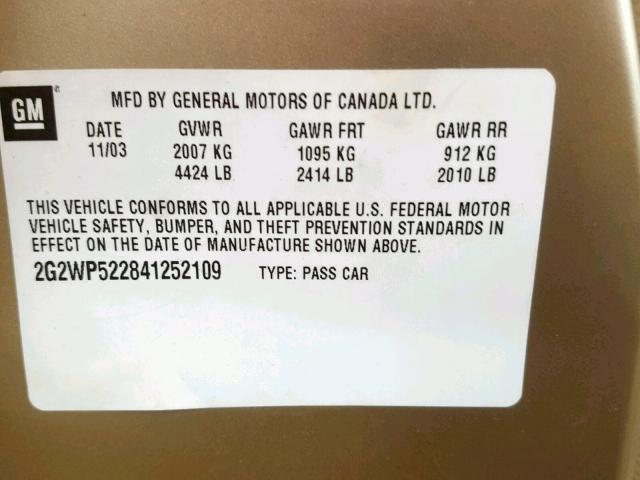 GM ®
MFD BY GENERAL MOTORS OF CANADA LTD.
DATE GVWR GAWR FRT GAWR RR
11/03 2007 KG 1095 KG 912 KG
4424 LB 2414 LB 2010 LB
THIS VEHICLE CONFORMS TO ALL APPLICABLE U.S. FEDERAL MOTOR
VEHICLE SAFETY, BUMPER, AND THEFT PREVENTION STANDARDS IN
EFFECT ON THE DATE OF MANUFACTURE SHOWN ABOVE.
2G2WP522841252109 TYPE: PASS CAR